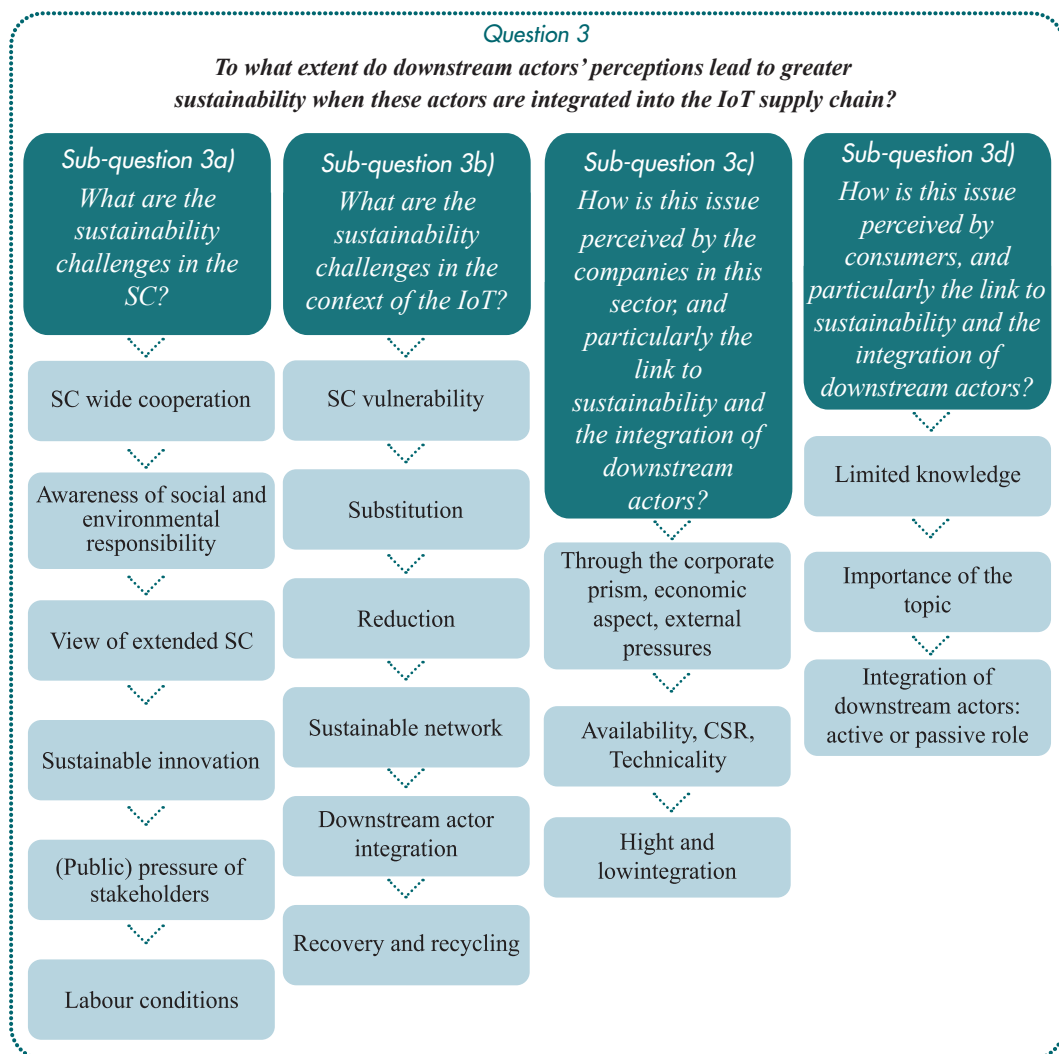 Question 3
To what extent do downstream actors’ perceptions lead to greater
sustainability when these actors are integrated into the IoT supply chain?
Sub-question 3a)
What are the
sustainability
challenges in the
SC?
SC wide cooperation
Awareness of social and
environmental
responsibility
View of extended SC
Sustainable innovation
(Public) pressure of
stakeholders
Labour conditions
Sub-question 3b)
What are the
sustainability
challenges in the
context of the IoT?
SC vulnerability
Substitution
Reduction
Sustainable network
Downstream actor
integration
Recovery and recycling
Sub-question 3c)
How is this issue
perceived by the
companies in this
sector, and
particularly the
link to
sustainability and
the integration of
downstream
actors?
Through the corporate
prism, economic
aspect, external
pressures
Availability, CSR,
Technicality
Hight and
lowintegration
Sub-question 3d)
How is this issue
perceived by
consumers, and
particularly the link to
sustainability and the
integration of
downstream actors?
Limited knowledge
Importance of the
topic
Integration of
downstream actors:
active or passive role